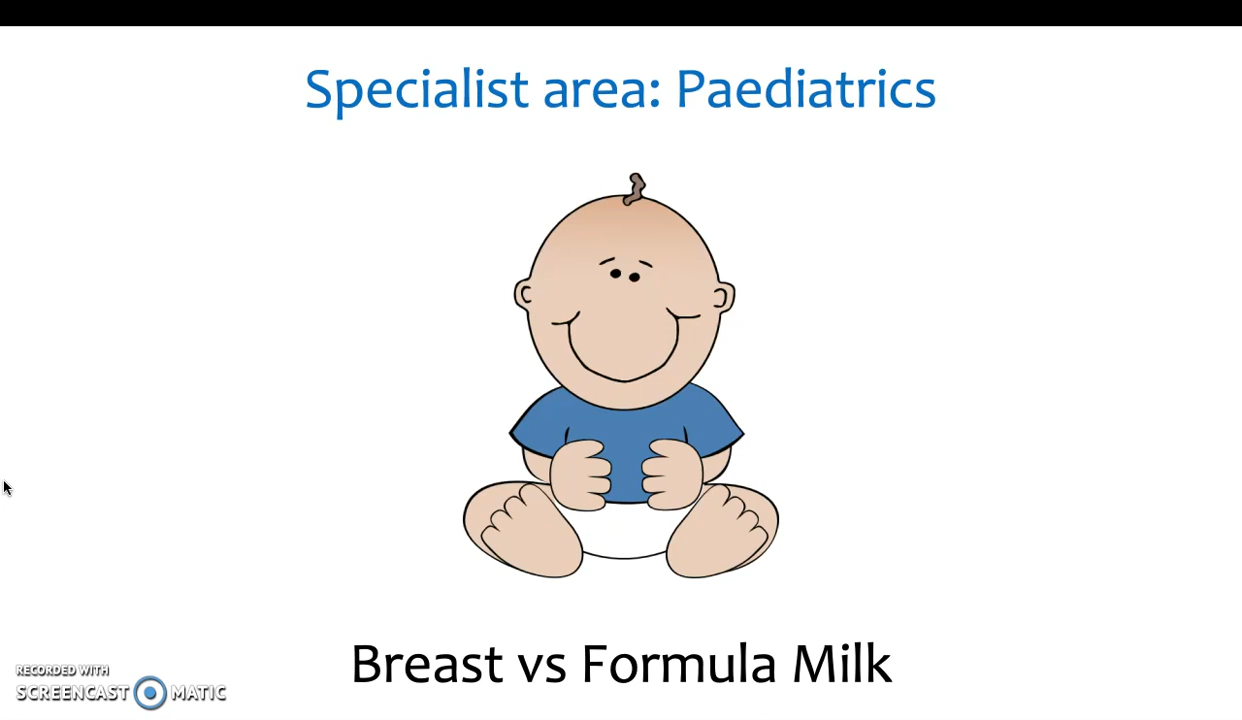 Specialist area: Paediatrics
Breast vs Formula Milk
RECORDED WITH
SCREENCAST MATIC